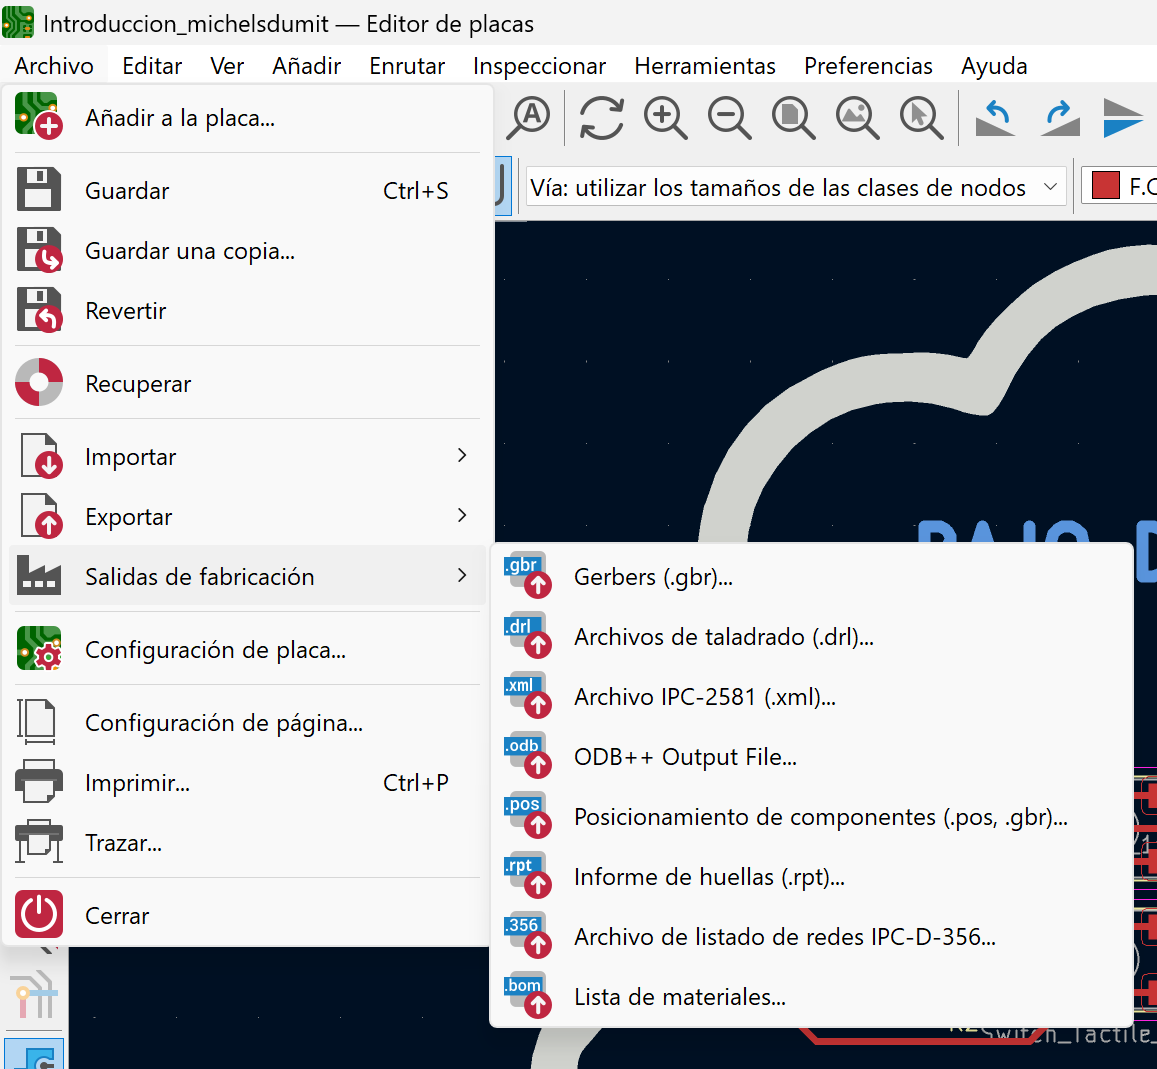 Introduccion_michelsdumit — Editor de placas
Archivo Editar Ver Añadir Enrutar Inspeccionar Herramientas Preferencias Ayuda
Añadir a la placa...
Guardar Ctrl+S
Vía: utilizar los tamaños de las clases de nodos
F.C
Guardar una copia...
Revertir
Recuperar
Importar
Exportar
Salidas de fabricación
.gbr Gerbers (.gbr)...
.drl Archivos de taladrado (.drl)...
Configuración de placa...
.xml Archivo IPC-2581 (.xml)...
Configuración de página...
.odb ODB++ Output File...
Imprimir... Ctrl+P
.pos Posicionamiento de componentes (.pos, .gbr)...
Trazar...
.rpt Informe de huellas (.rpt)...
Cerrar
.356 Archivo de listado de redes IPC-D-356...
.bom Lista de materiales...
Switch_Tactile_